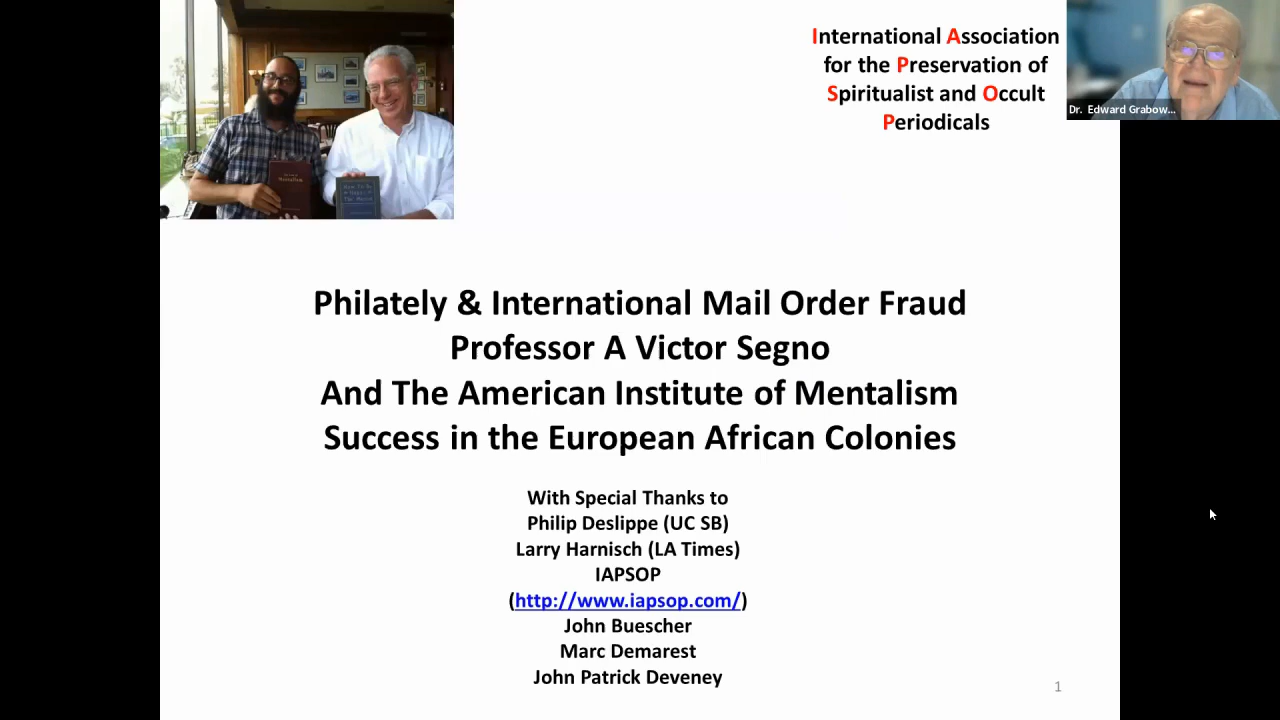 International Association
for the Preservation of
Spiritualist and Occult
Periodicals
Dr. Edward Grabow...
Mentalism
Philately & International Mail Order Fraud
Professor A Victor Segno
And The American Institute of Mentalism
Success in the European African Colonies
With Special Thanks to
Philip Deslippe (UC SB)
Larry Harnisch (LA Times)
IAPSOP
(http://www.iapsop.com/)
John Buescher
Marc Demarest
John Patrick Deveney
1